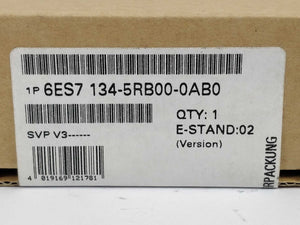 1P 6ES7 134-5RB00-0AB0
QTY: 1
E-STAND:02
(Version)
SVP V3------
4 019169 121781
RPACKUNG